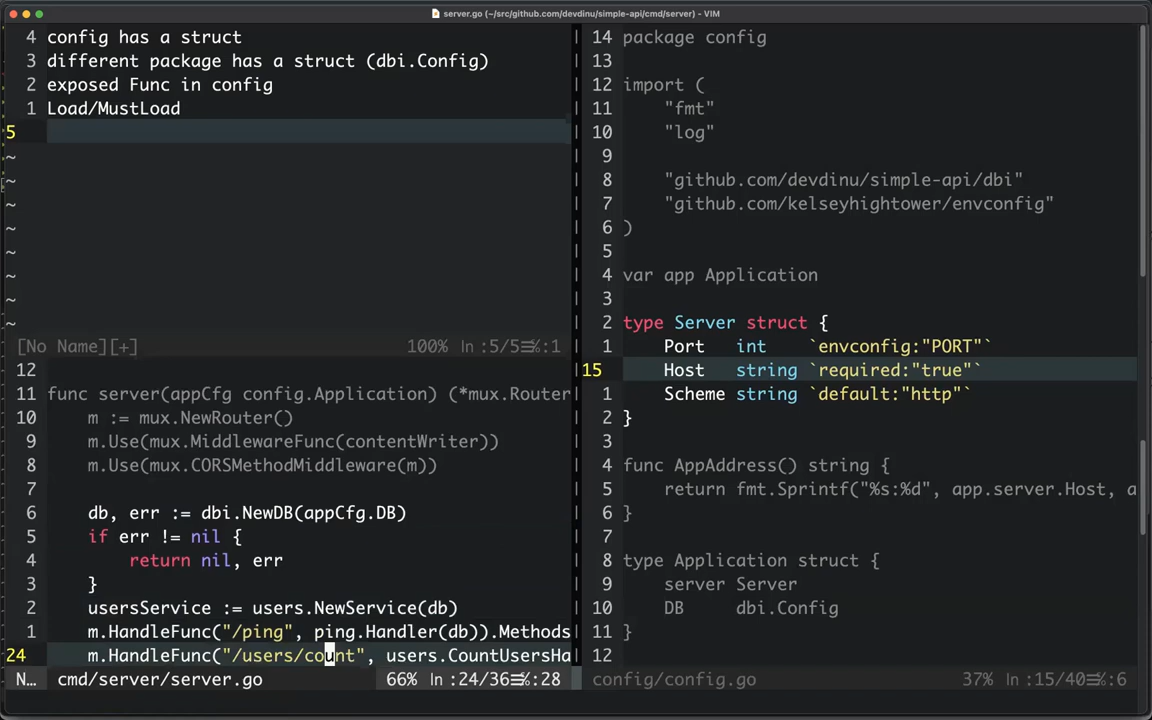 server.go (~/src/github.com/devdinu/simple-api/cmd/server) - VIM
4 config has a struct
3 different package has a struct (dbi.Config)
2 exposed Func in config
1 Load/MustLoad
5
~
~
~
~
~
~
~
~
[No Name][+] 100% ln :5/5≡%:1
12
11 func server(appCfg config.Application) (*mux.Router
10 m := mux.NewRouter()
9 m.Use(mux.MiddlewareFunc(contentWriter))
8 m.Use(mux.CORSMethodMiddleware(m))
7
6 db, err := dbi.NewDB(appCfg.DB)
5 if err != nil {
4 return nil, err
3 }
2 usersService := users.NewService(db)
1 m.HandleFunc("/ping", ping.Handler(db)).Methods
24 m.HandleFunc("/users/count", users.CountUsersHa
N… cmd/server/server.go 66% ln :24/36≡%:28
14 package config
13
12 import (
11 "fmt"
10 "log"
9
8 "github.com/devdinu/simple-api/dbi"
7 "github.com/kelseyhightower/envconfig"
6 )
5
4 var app Application
3
2 type Server struct {
1 Port int `envconfig:"PORT"`
15 Host string `required:"true"`
1 Scheme string `default:"http"`
2 }
3
4 func AppAddress() string {
5 return fmt.Sprintf("%s:%d", app.server.Host, a
6 }
7
8 type Application struct {
9 server Server
10 DB dbi.Config
11 }
12
config/config.go 37% ln :15/40≡%:6